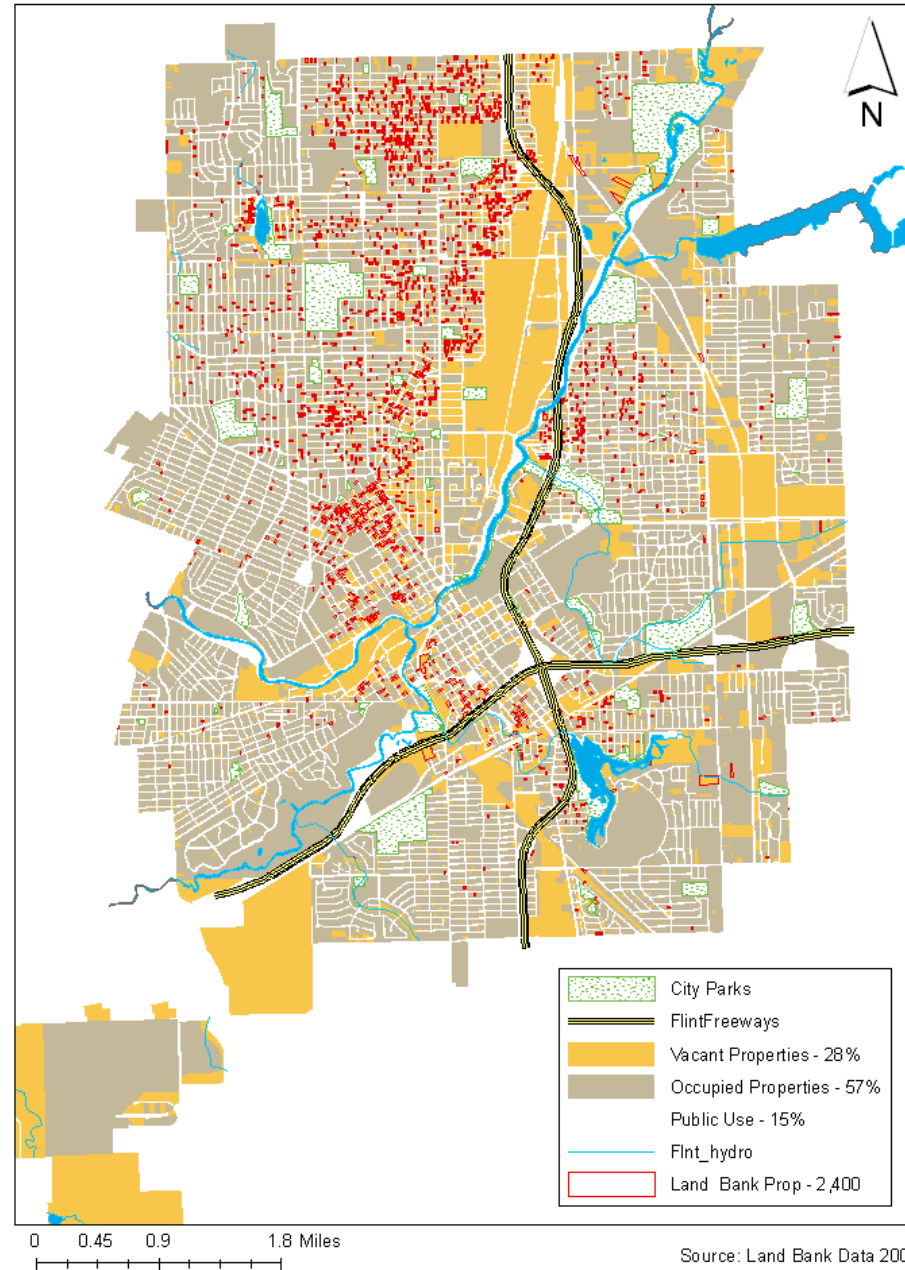 N
City Parks
FlintFreeways
Vacant Properties - 28%
Occupied Properties - 57%
Public Use - 15%
Flnt_hydro
Land Bank Prop - 2,400
0 0.45 0.9 1.8 Miles
Source: Land Bank Data 200